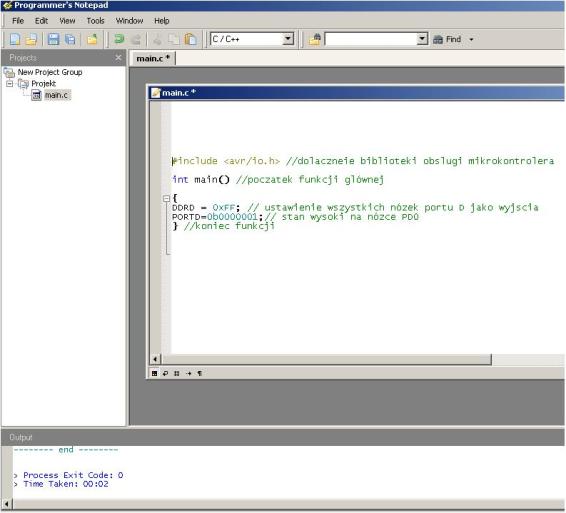 Programmer's Notepad
File Edit View Tools Window Help
C / C++
Find
Projects
main.c *
New Project Group
Projekt
main.c
main.c *
#include <avr/io.h> //dolaczneie biblioteki obslugi mikrokontrolera
int main() //poczatek funkcji glównej
{
DDRD = 0xFF; // ustawienie wszystkich nózek portu D jako wyjscia
PORTD=0b0000001;// stan wysoki na nózce PD0
} //koniec funkcji
Output
-------- end --------
> Process Exit Code: 0
> Time Taken: 00:02